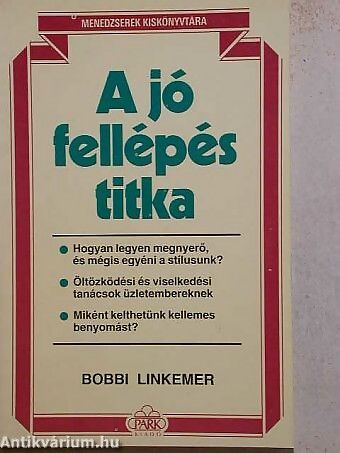 MENEDZSEREK KISKÖNYVTÁRA
A jó
fellépés
titka
Hogyan legyen megnyerő,
és mégis egyéni a stílusunk?
Öltözködési és viselkedési
tanácsok üzletembereknek
Miként kelthetünk kellemes
benyomást?
BOBBI LINKEMER
PARK
KIADÓ
Antikvárium.hu